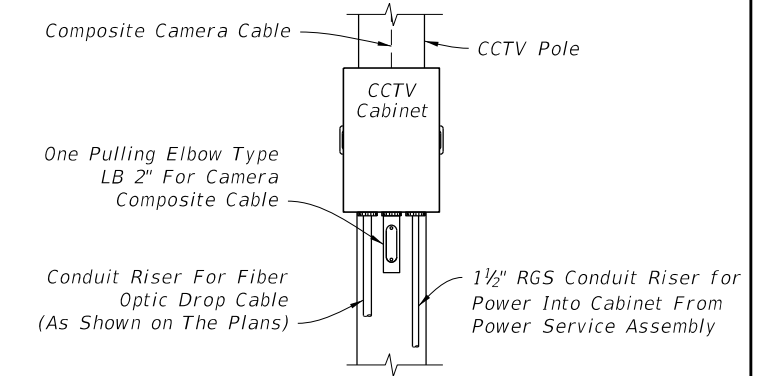 Composite Camera Cable
CCTV Pole
CCTV
Cabinet
One Pulling Elbow Type
LB 2" For Camera
Composite Cable
Conduit Riser For Fiber
Optic Drop Cable
(As Shown on The Plans)
1½" RGS Conduit Riser for
Power Into Cabinet From
Power Service Assembly